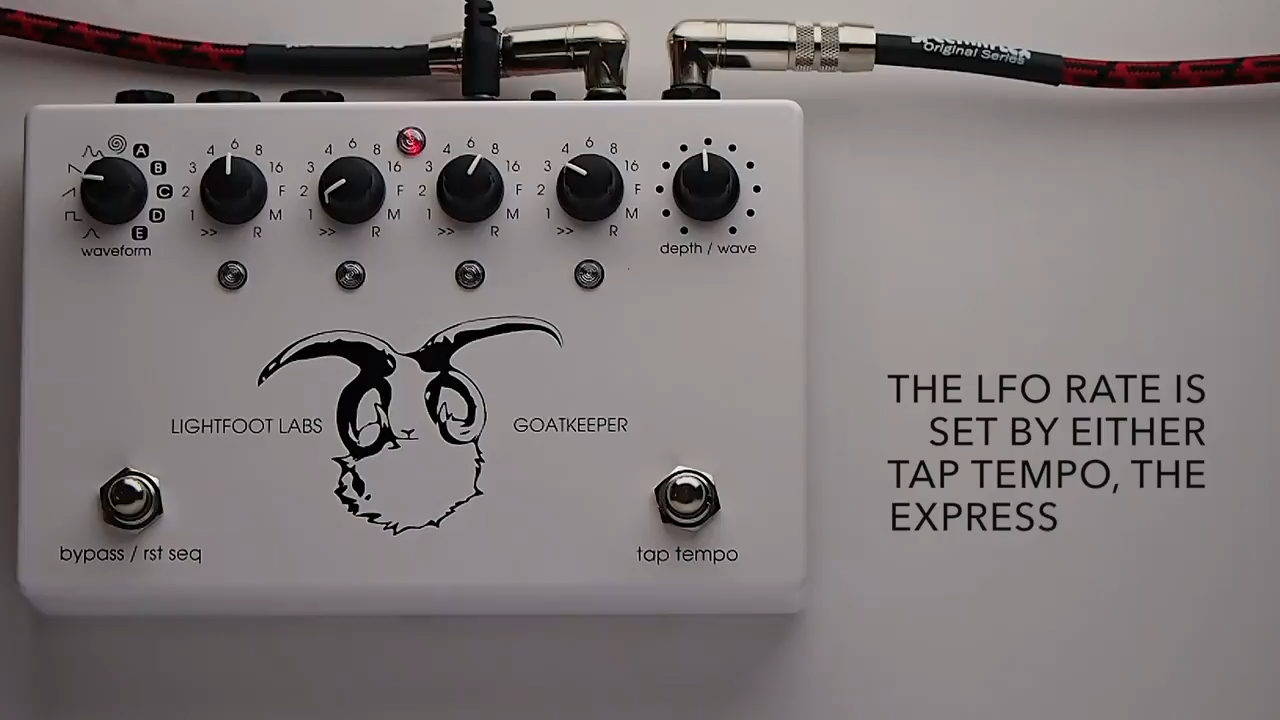 Original Series
4 6 8 4 6 8 4 6 8 4 6 8
A
3 16 3 16 3 16 3 16
B
2 F 2 F 2 F 2 F
C
1 M 1 M 1 M 1 M
D
>> R >> R >> R >> R
E
waveform
depth / wave
LIGHTFOOT LABS
GOATKEEPER
bypass / rst seq
tap tempo
THE LFO RATE IS
SET BY EITHER
TAP TEMPO, THE
EXPRESS